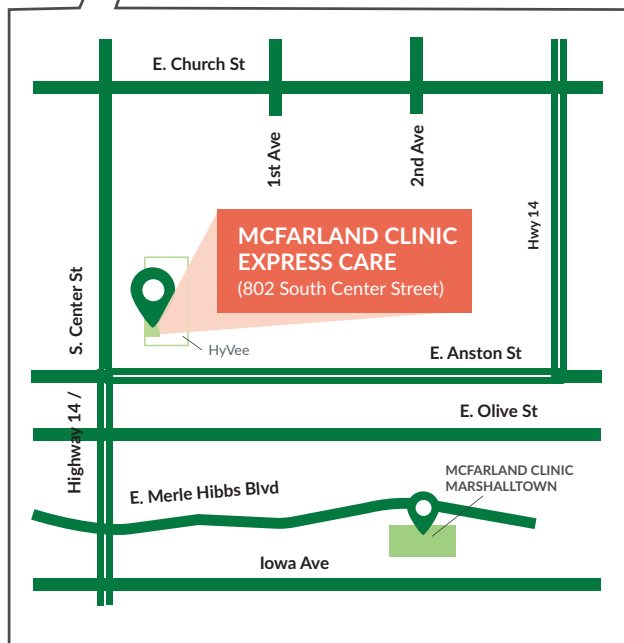 E. Church St
1st Ave
2nd Ave
Hwy 14
MCFARLAND CLINIC
EXPRESS CARE
(802 South Center Street)
S. Center St
HyVee
E. Anston St
Highway 14 /
E. Olive St
MCFARLAND CLINIC
MARSHALLTOWN
E. Merle Hibbs Blvd
Iowa Ave